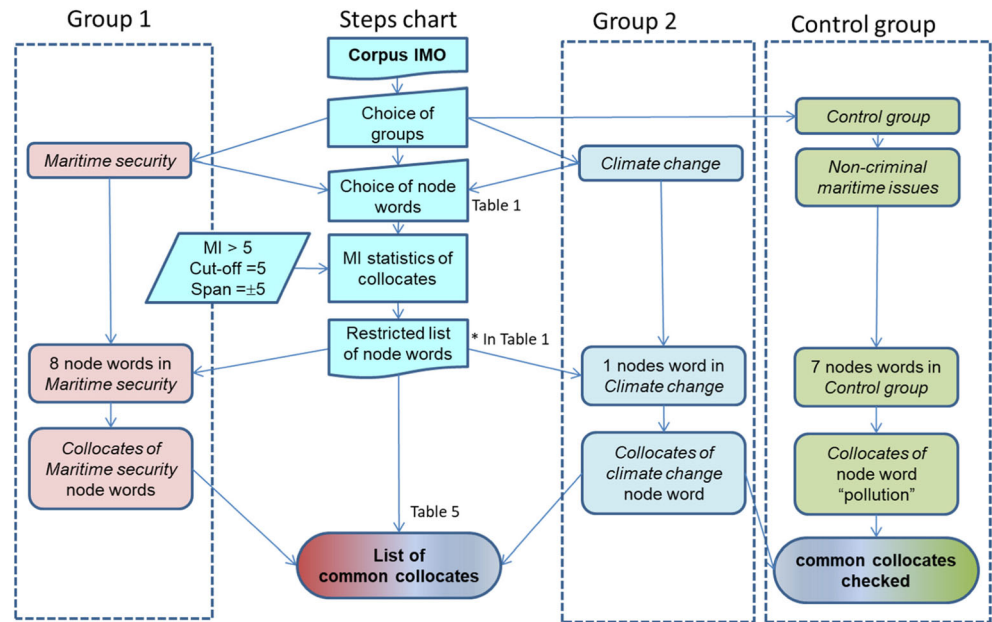 Group 1
Steps chart
Group 2
Control group
Corpus IMO
Choice of
groups
Control group
Maritime security
Climate change
Non-criminal
maritime issues
Choice of node
words
Table 1
MI > 5
Cut-off =5
Span =±5
MI statistics of
collocates
Restricted list
of node words
* In Table 1
8 node words in
Maritime security
1 nodes word in
Climate change
7 nodes words in
Control group
Collocates of
Maritime security
node words
Collocates of
climate change
node word
Collocates of
node word
“pollution”
Table 5
List of
common collocates
common collocates
checked